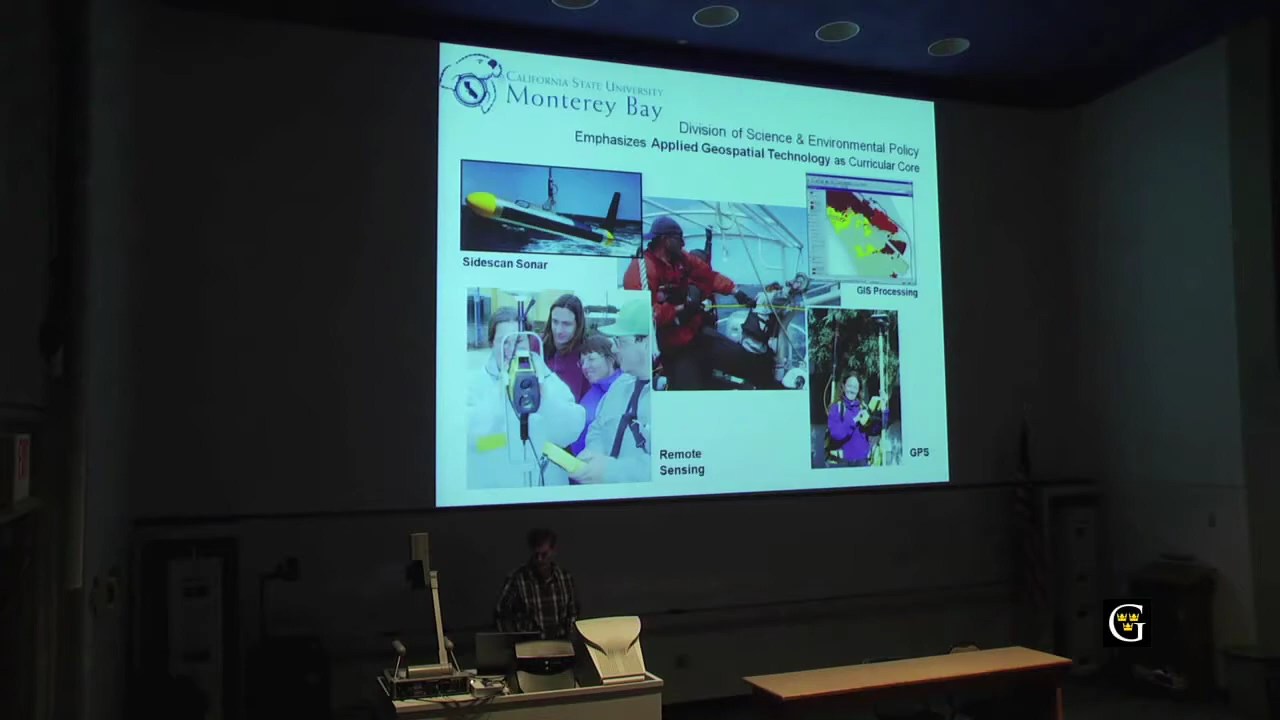 CALIFORNIA STATE UNIVERSITY
Monterey Bay
Division of Science & Environmental Policy
Emphasizes Applied Geospatial Technology as Curricular Core
Sidescan Sonar
GIS Processing
Remote
Sensing
GPS
G